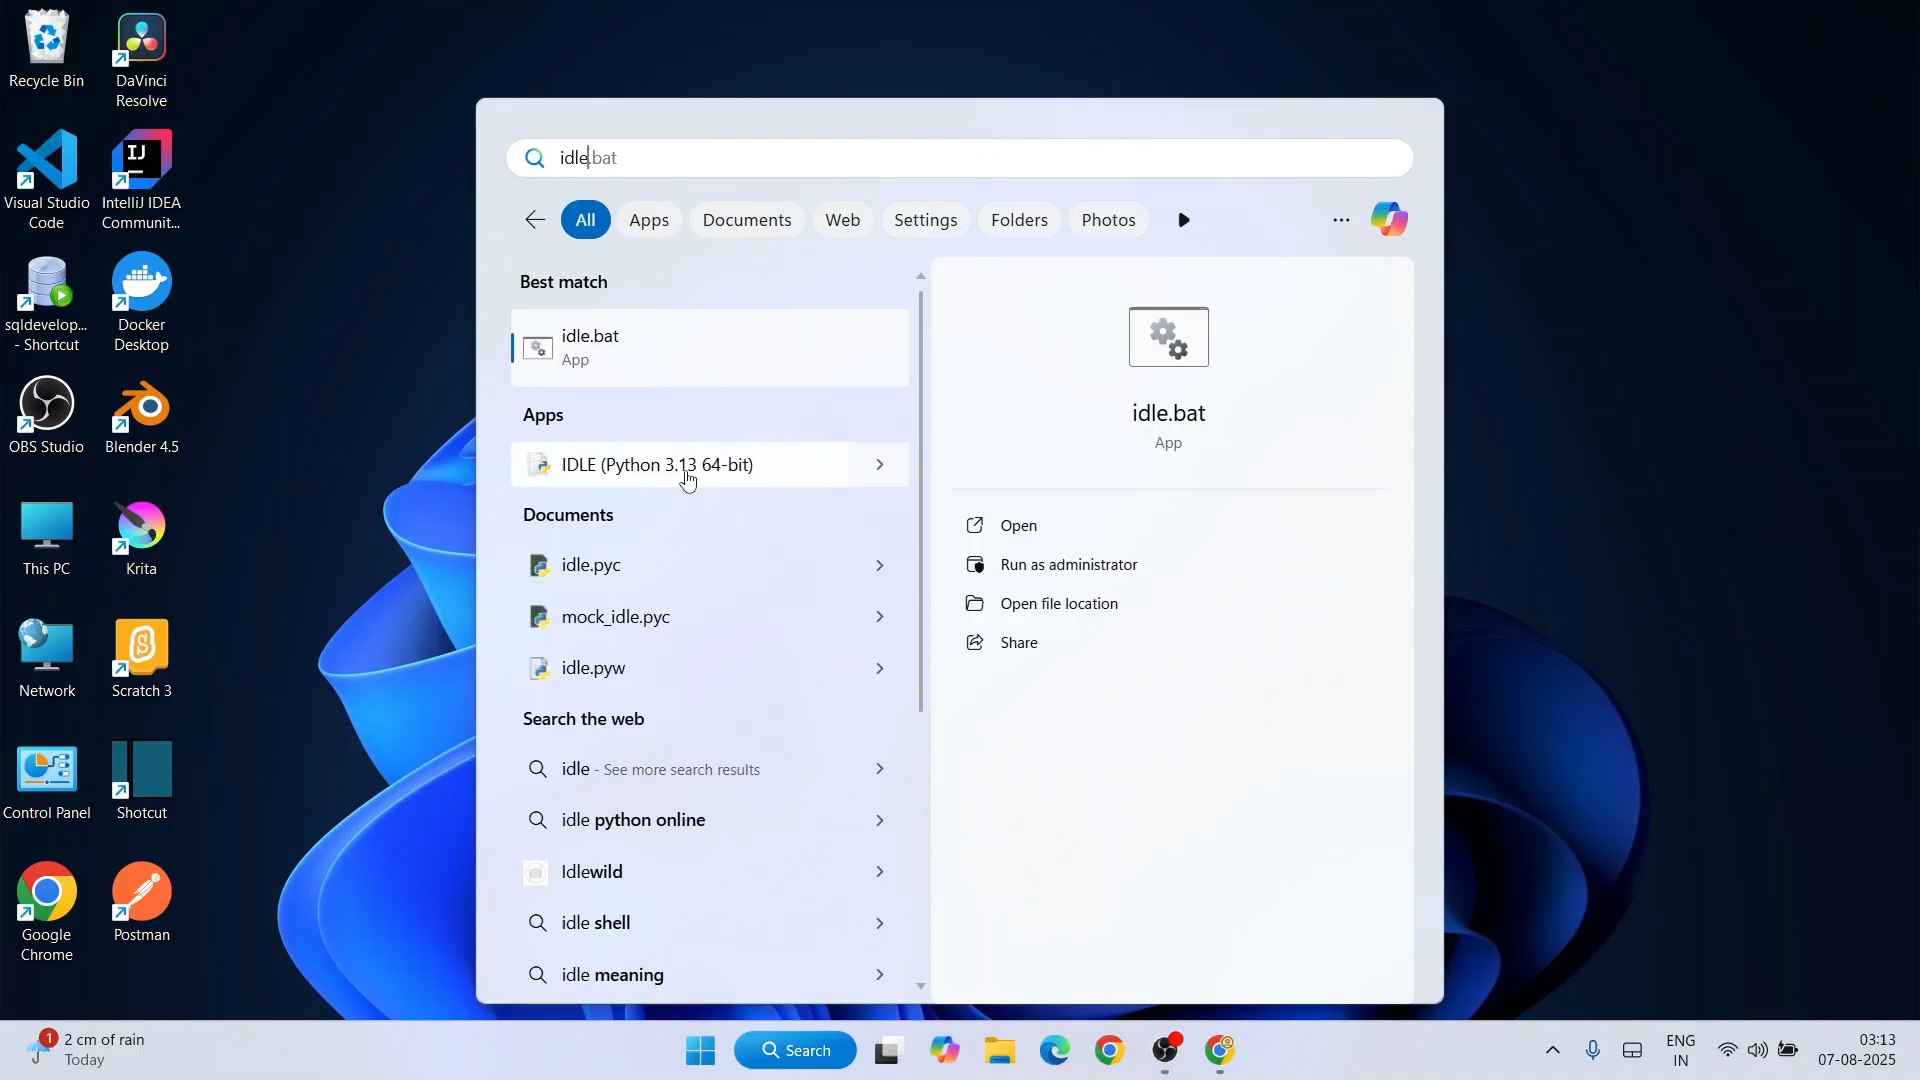 Recycle Bin
DaVinci
Resolve
Visual Studio
Code
IntelliJ IDEA
Communit...
sqldevelop...
- Shortcut
Docker
Desktop
OBS Studio
Blender 4.5
This PC
Krita
Network
Scratch 3
Control Panel
Shotcut
Google
Chrome
Postman
idle.bat
All
Apps
Documents
Web
Settings
Folders
Photos
Best match
idle.bat
App
Apps
IDLE (Python 3.13 64-bit)
Documents
idle.pyc
mock_idle.pyc
idle.pyw
Search the web
idle - See more search results
idle python online
Idlewild
idle shell
idle meaning
idle.bat
App
Open
Run as administrator
Open file location
Share
1
2 cm of rain
Today
Search
ENG
IN
03:13
07-08-2025